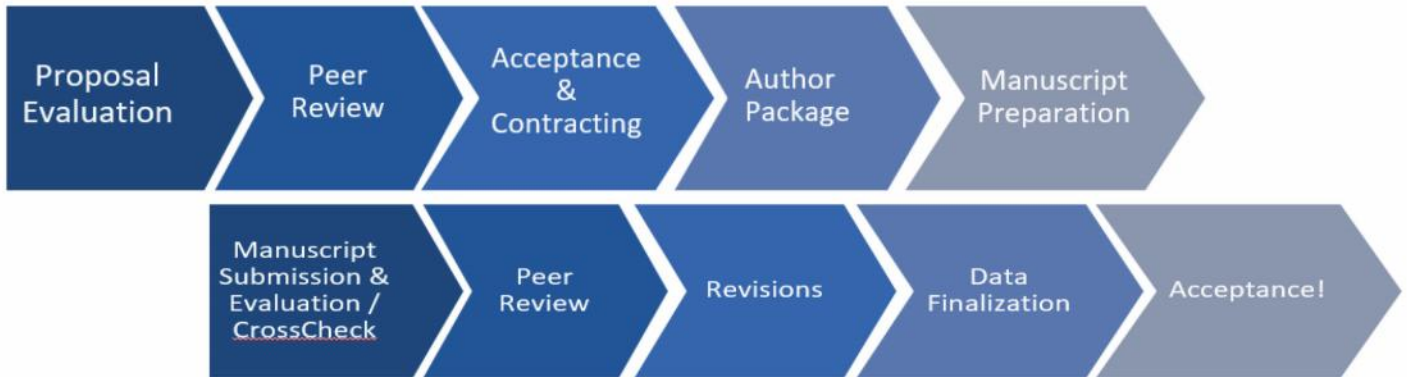 Proposal
Evaluation
Peer
Review
Acceptance
&
Contracting
Author
Package
Manuscript
Preparation
Manuscript
Submission &
Evaluation /
CrossCheck
Peer
Review
Revisions
Data
Finalization
Acceptance!